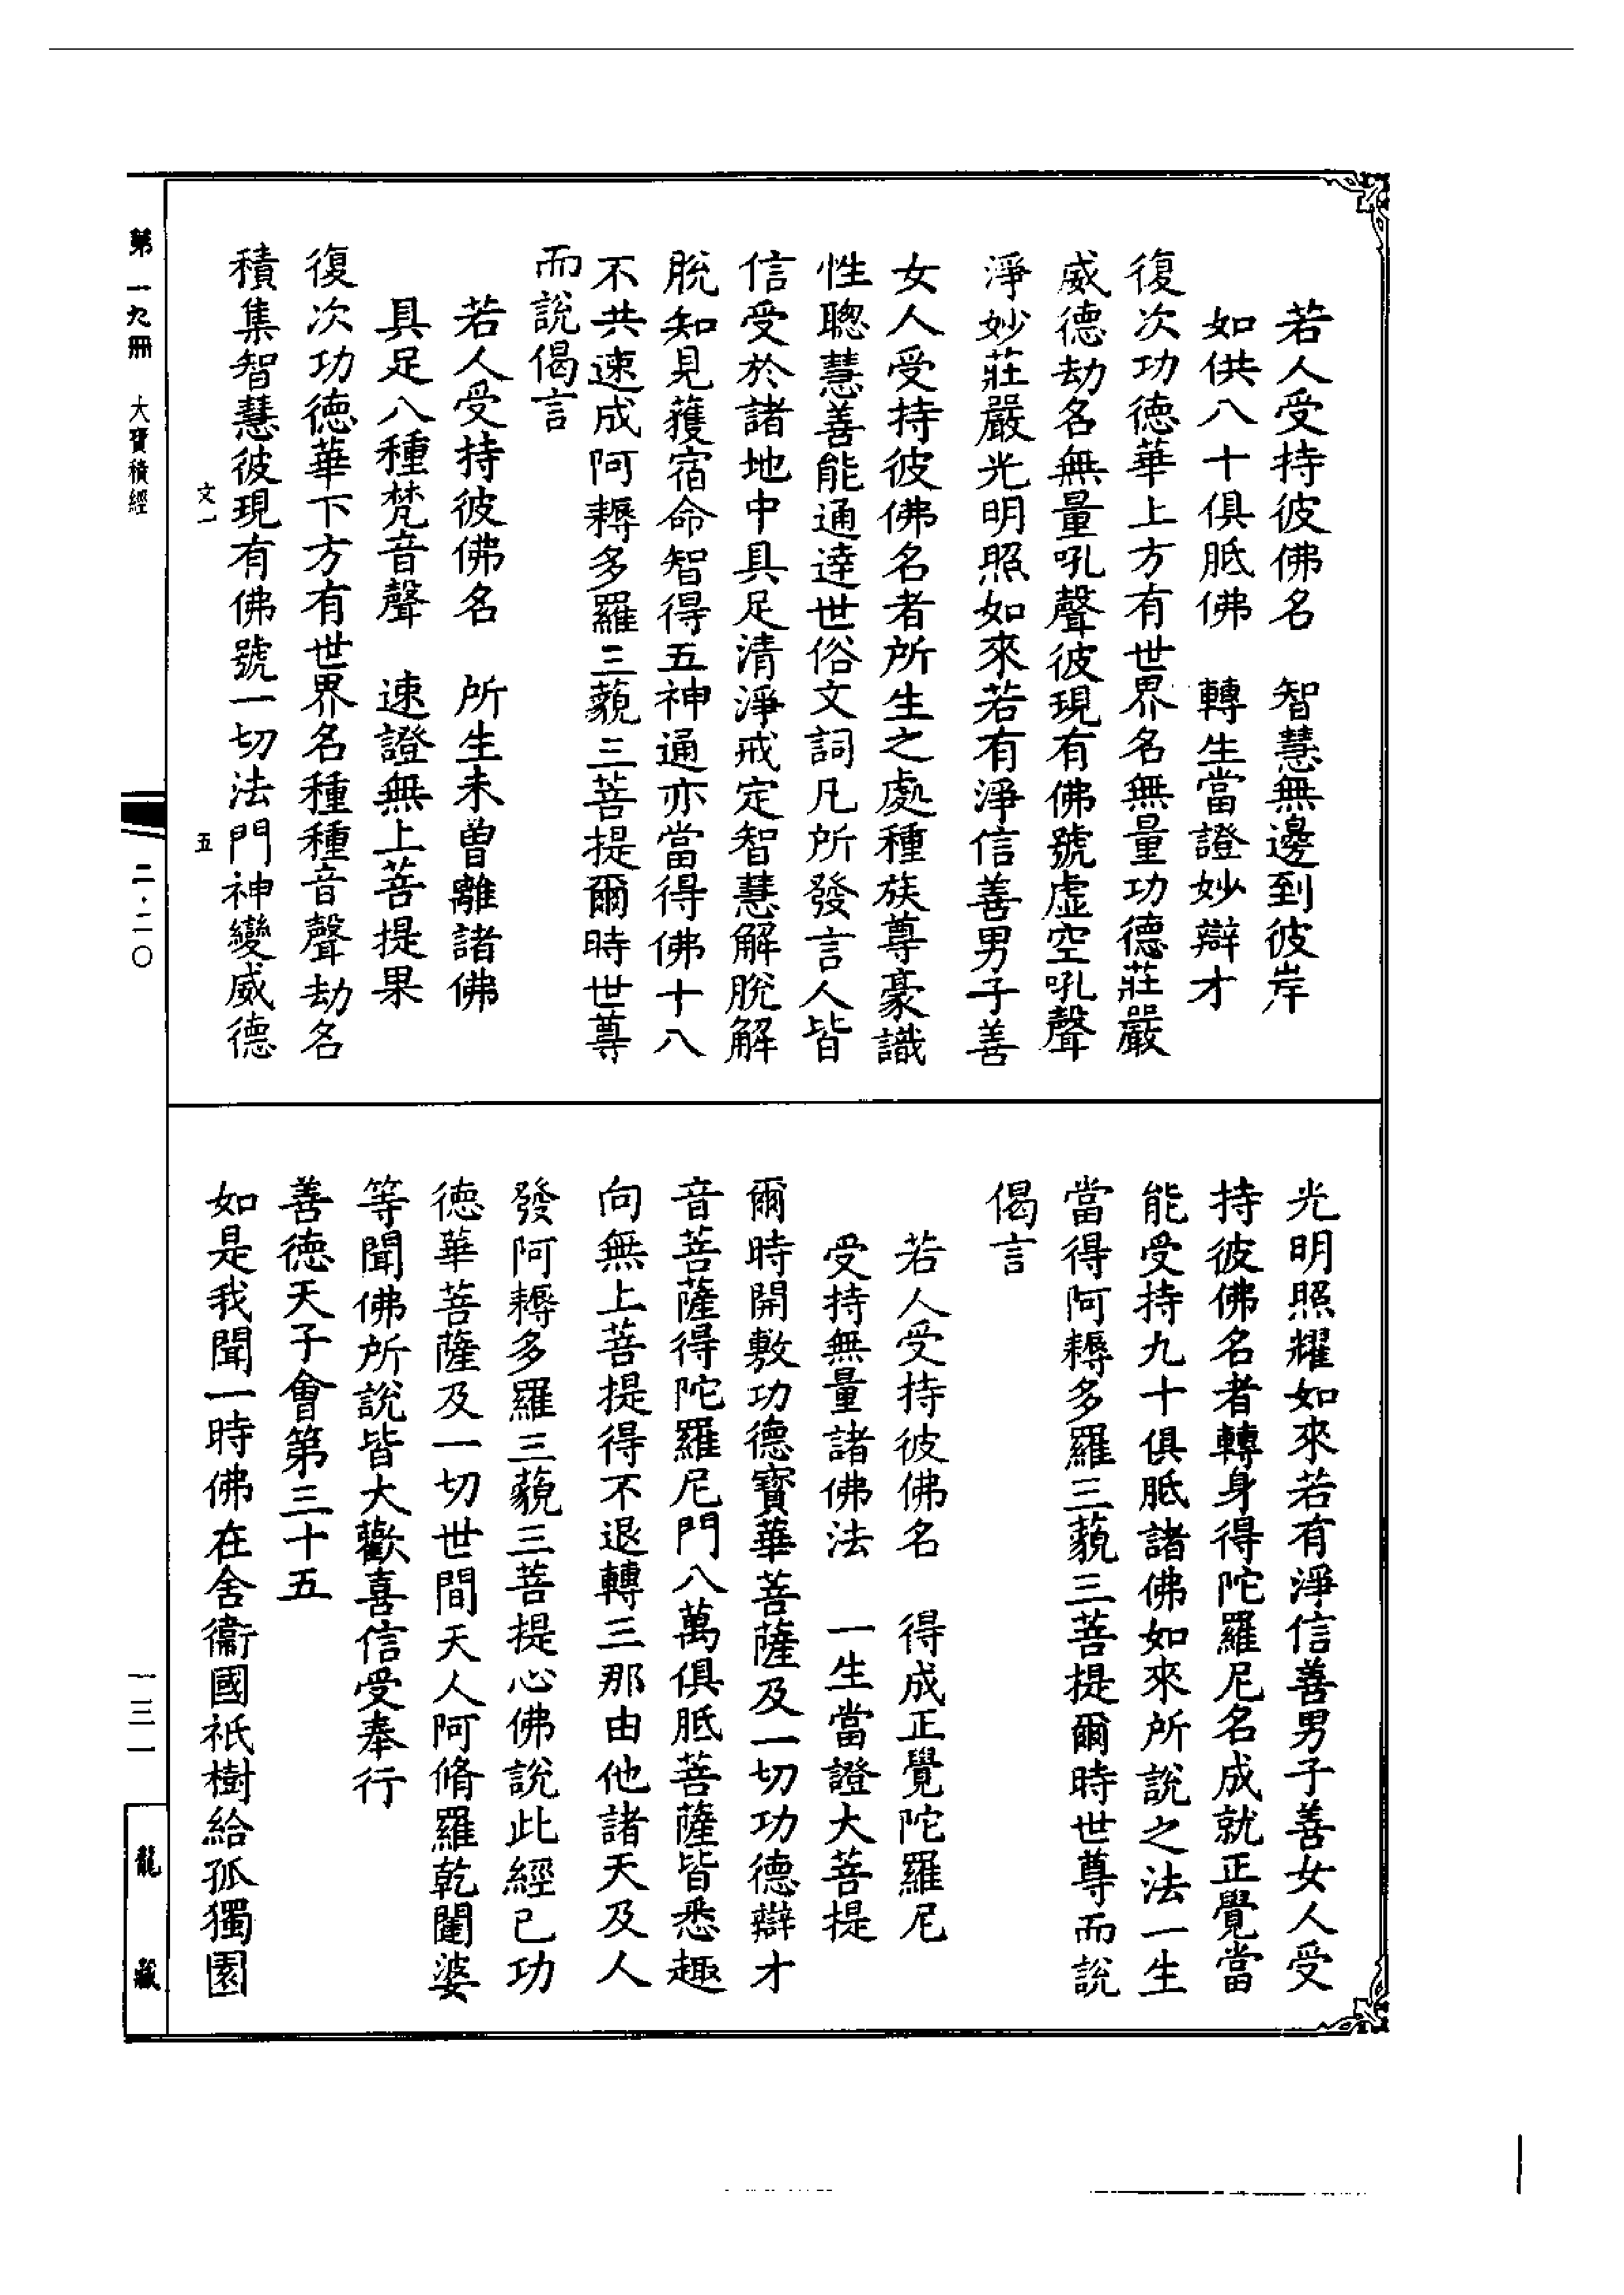 若人受持彼佛名　智慧無邊到彼岸
如供八十俱胝佛　轉生當證妙辯才
復次功德華上方有世界名無量功德莊嚴
威德劫名無量吼聲彼現有佛號虛空吼聲
淨妙莊嚴光明照如來若有淨信善男子善
女人受持彼佛名者所生之處種族尊豪識
性聰慧善能通達世俗文詞凡所發言人皆
信受於諸地中具足清淨戒定智慧解脫解
脫知見獲宿命智得五神通亦當得佛十八
不共速成阿耨多羅三藐三菩提爾時世尊
而說偈言
若人受持彼佛名　所生未曾離諸佛
具足八種梵音聲　速證無上菩提果
復次功德華下方有世界名種種音聲劫名
積集智慧彼現有佛號一切法門神變威德
文一　五
光明照耀如來若有淨信善男子善女人受
持彼佛名者轉身得陀羅尼名成就正覺當
能受持九十俱胝諸佛如來所說之法一生
當得阿耨多羅三藐三菩提爾時世尊而說
偈言
若人受持彼佛名　得成正覺陀羅尼
受持無量諸佛法　一生當證大菩提
爾時開敷功德寶華菩薩及一切功德辯才
音菩薩得陀羅尼門八萬俱胝菩薩皆悉趣
向無上菩提得不退轉三那由他諸天及人
發阿耨多羅三藐三菩提心佛說此經已功
德華菩薩及一切世間天人阿脩羅乾闥婆
等聞佛所說皆大歡喜信受奉行
善德天子會第三十五
如是我聞一時佛在舍衞國祇樹給孤獨園
第一九冊　大寶積經　二·二〇　一三一　龍藏